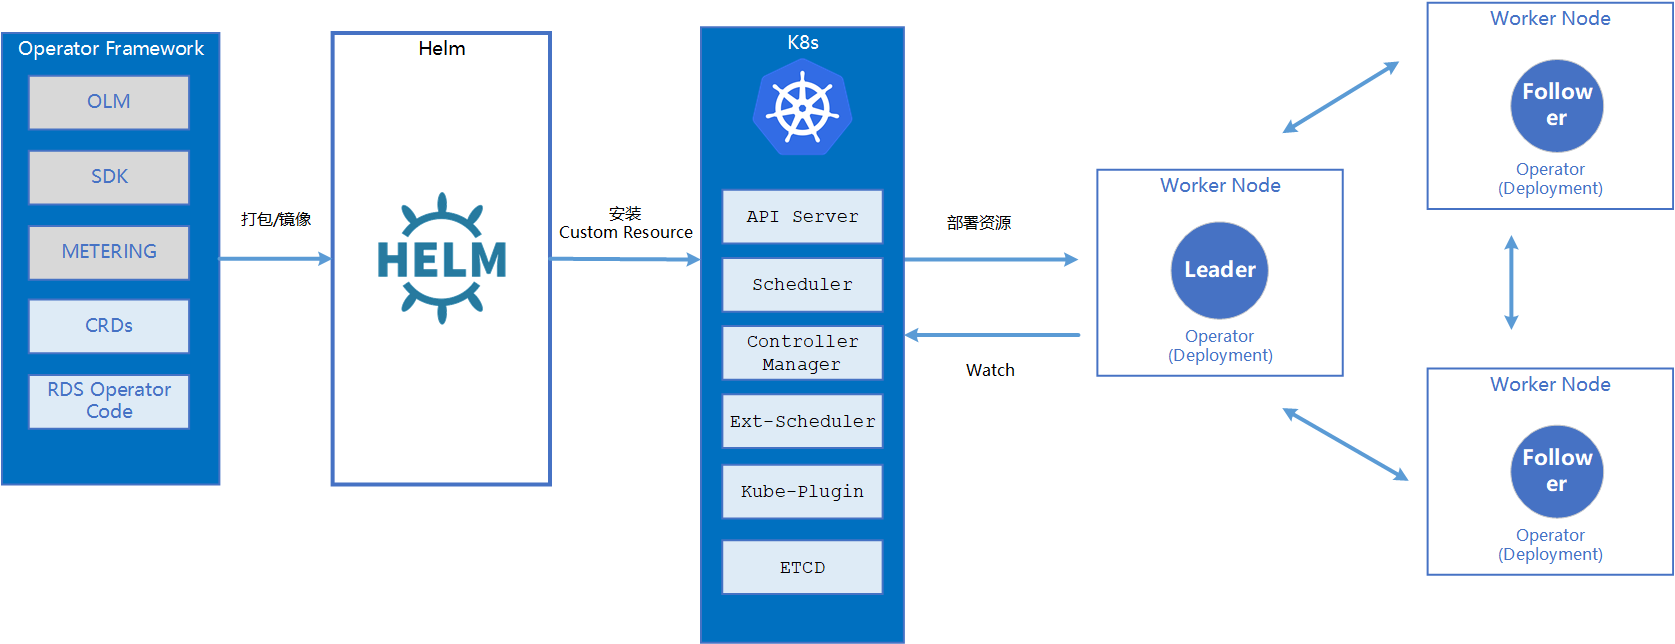 Operator Framework
OLM
SDK
METERING
CRDs
RDS Operator
Code
打包/镜像
Helm
HELM
安装
Custom Resource
K8s
API Server
Scheduler
Controller
Manager
Ext-Scheduler
Kube-Plugin
ETCD
部署资源
Watch
Worker Node
Leader
Operator
(Deployment)
Worker Node
Follow
er
Operator
(Deployment)
Worker Node
Follow
er
Operator
(Deployment)